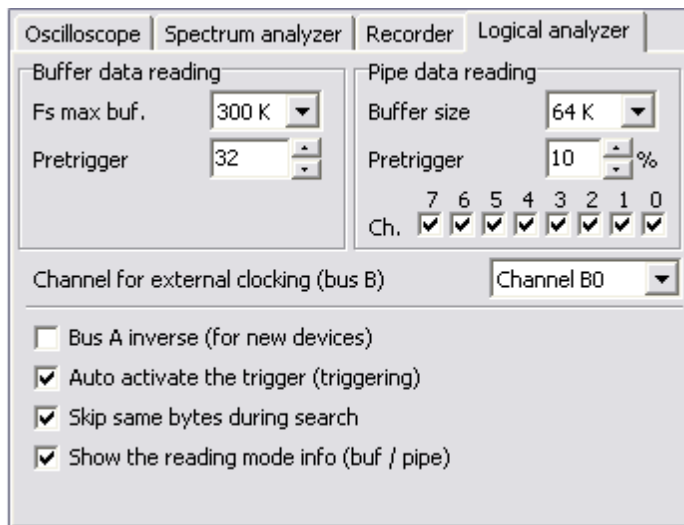 Oscilloscope Spectrum analyzer Recorder Logical analyzer
Buffer data reading
Fs max buf. 300 K
Pretrigger 32
Pipe data reading
Buffer size 64 K
Pretrigger 10 %
7 6 5 4 3 2 1 0
Ch.
Channel for external clocking (bus B) Channel B0
Bus A inverse (for new devices)
Auto activate the trigger (triggering)
Skip same bytes during search
Show the reading mode info (buf / pipe)